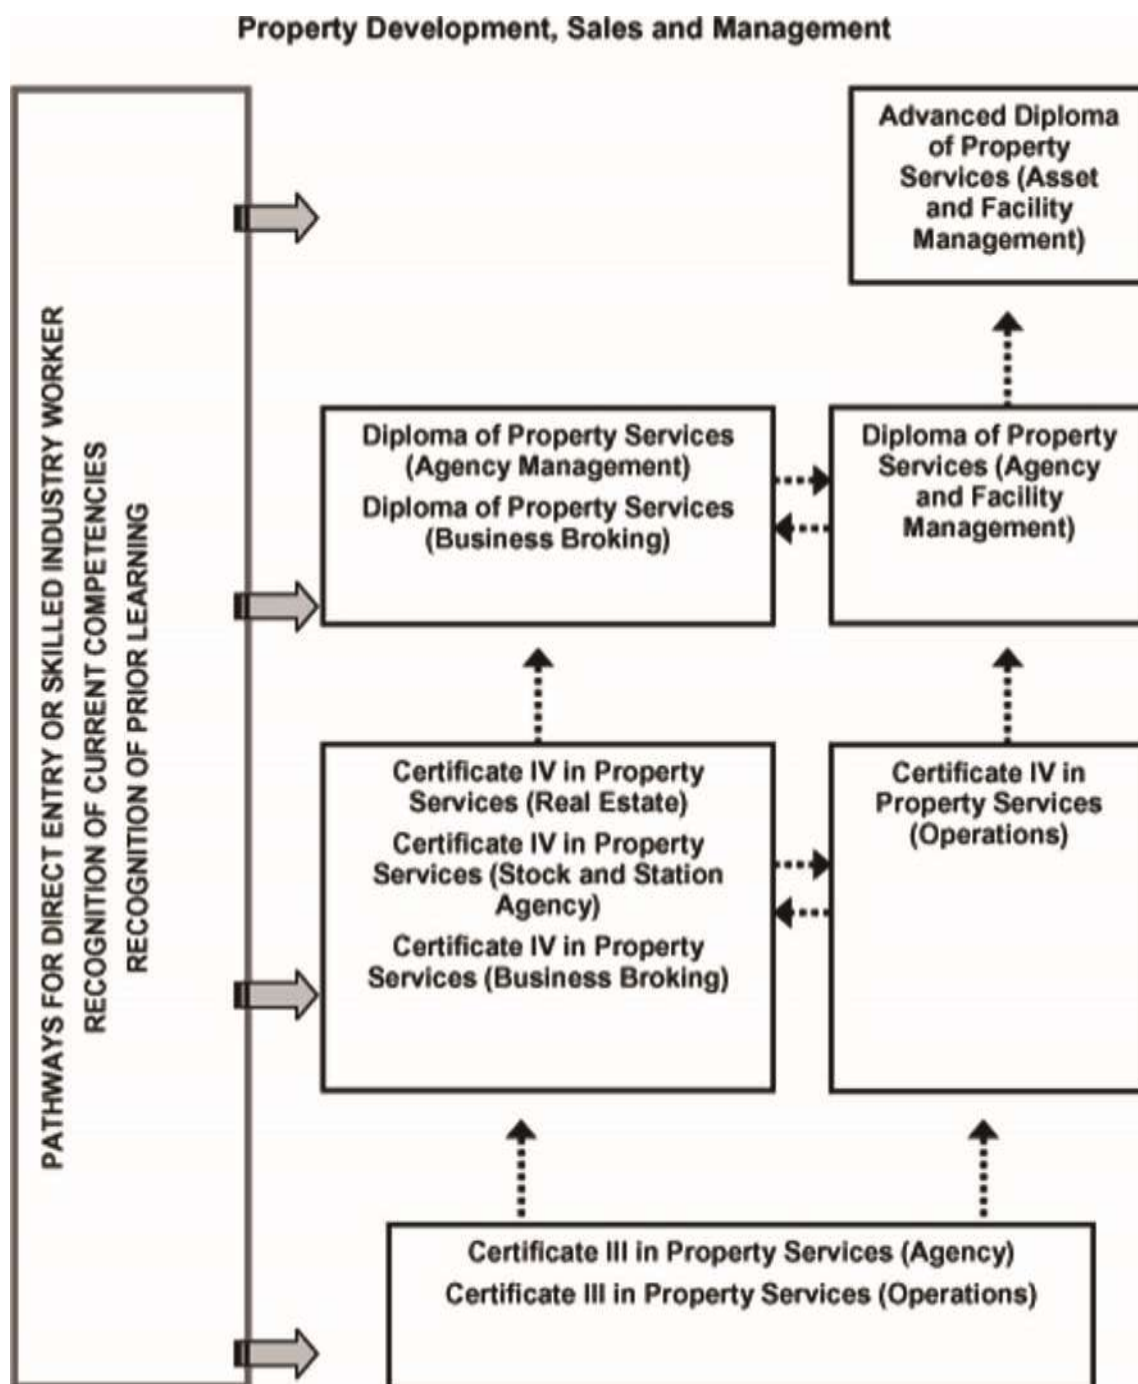 Property Development, Sales and Management
PATHWAYS FOR DIRECT ENTRY OR SKILLED INDUSTRY WORKER
RECOGNITION OF CURRENT COMPETENCIES
RECOGNITION OF PRIOR LEARNING
Advanced Diploma
of Property
Services (Asset
and Facility
Management)
Diploma of Property Services
(Agency Management)
Diploma of Property Services
(Business Broking)
Diploma of Property
Services (Agency
and Facility
Management)
Certificate IV in Property
Services (Real Estate)
Certificate IV in Property
Services (Stock and Station
Agency)
Certificate IV in Property
Services (Business Broking)
Certificate IV in
Property Services
(Operations)
Certificate III in Property Services (Agency)
Certificate III in Property Services (Operations)